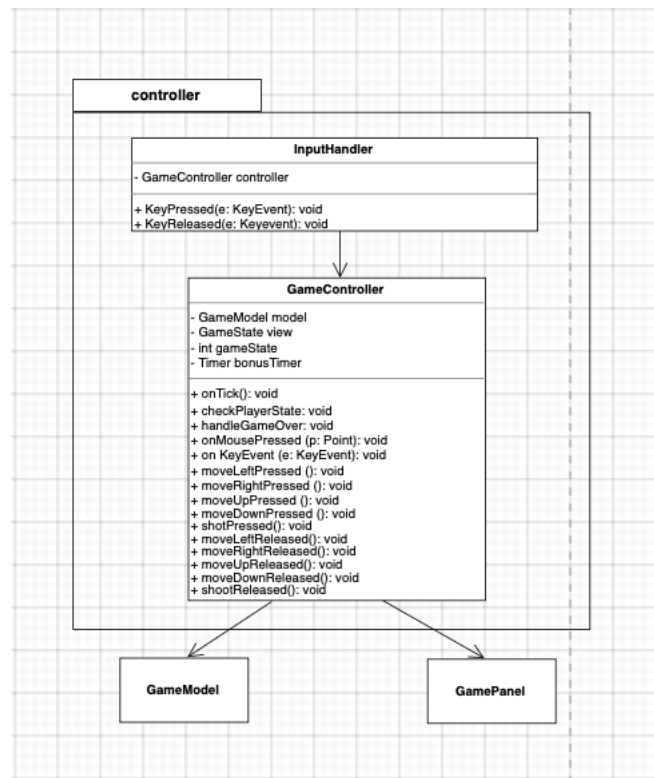 controller
InputHandler
- GameController controller
+ KeyPressed(e: KeyEvent): void
+ KeyReleased(e: Keyevent): void
GameController
- GameModel model
- GameState view
- int gameState
- Timer bonusTimer
+ onTick(): void
+ checkPlayerState: void
+ handleGameOver: void
+ onMousePressed (p: Point): void
+ on KeyEvent (e: KeyEvent): void
+ moveLeftPressed (): void
+ moveRightPressed (): void
+ moveUpPressed (): void
+ moveDownPressed (): void
+ shotPressed(): void
+ moveLeftReleased(): void
+ moveRightReleased(): void
+ moveUpReleased(): void
+ moveDownReleased(): void
+ shootReleased(): void
GameModel
GamePanel